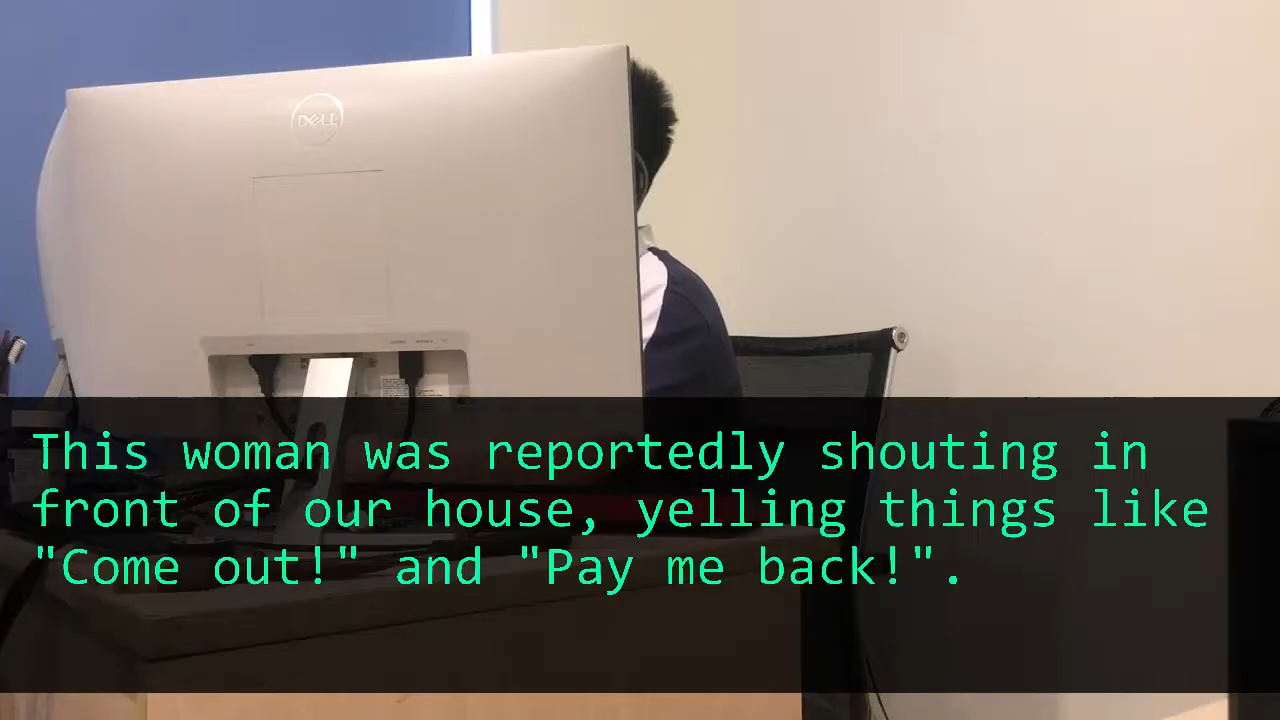 DELL
This woman was reportedly shouting in
front of our house, yelling things like
"Come out!" and "Pay me back!".